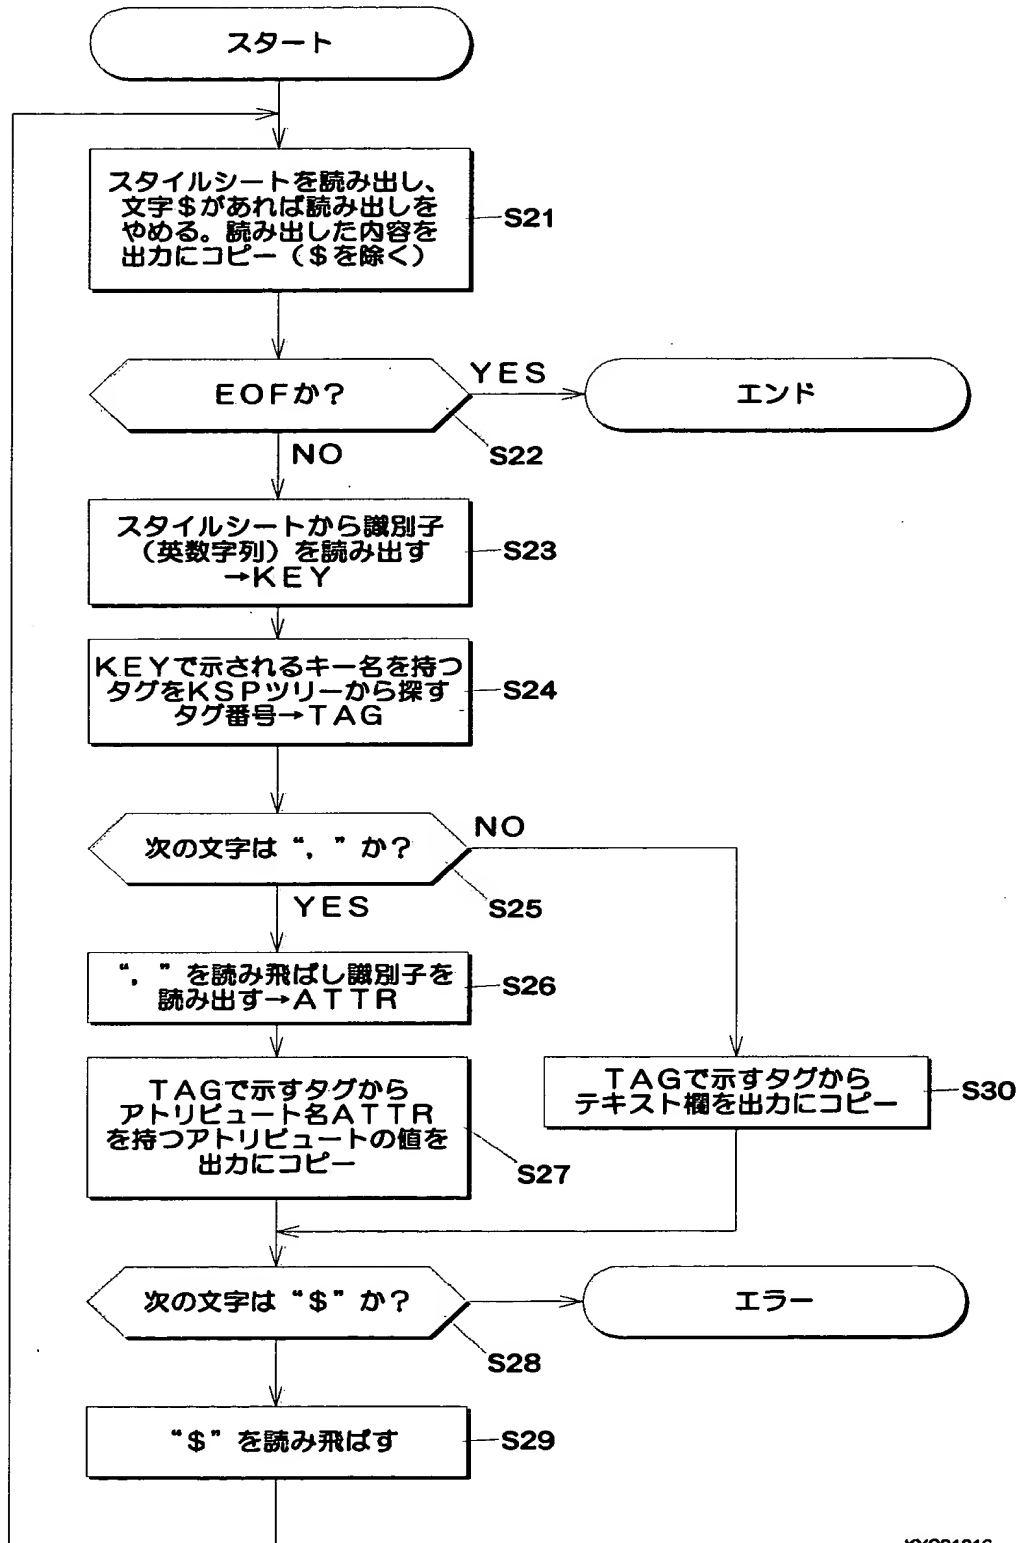 スタート
スタイルシートを読み出し、
文字$があれば読み出しを
やめる。読み出した内容を
出力にコピー($を除く)
S21
EOFか?
YES
エンド
S22
NO
スタイルシートから識別子
(英数字列)を読み出す
→KEY
S23
KEYで示されるキー名を持つ
タグをKSPツリーから探す
タグ番号→TAG
S24
次の文字は“,”か?
NO
S25
YES
“,”を読み飛ばし識別子を
読み出す→ATTR
S26
TAGで示すタグから
アトリビュート名ATTR
を持つアトリビュートの値を
出力にコピー
S27
TAGで示すタグから
テキスト欄を出力にコピー
S30
次の文字は“$”か?
エラー
S28
“$”を読み飛ばす
S29